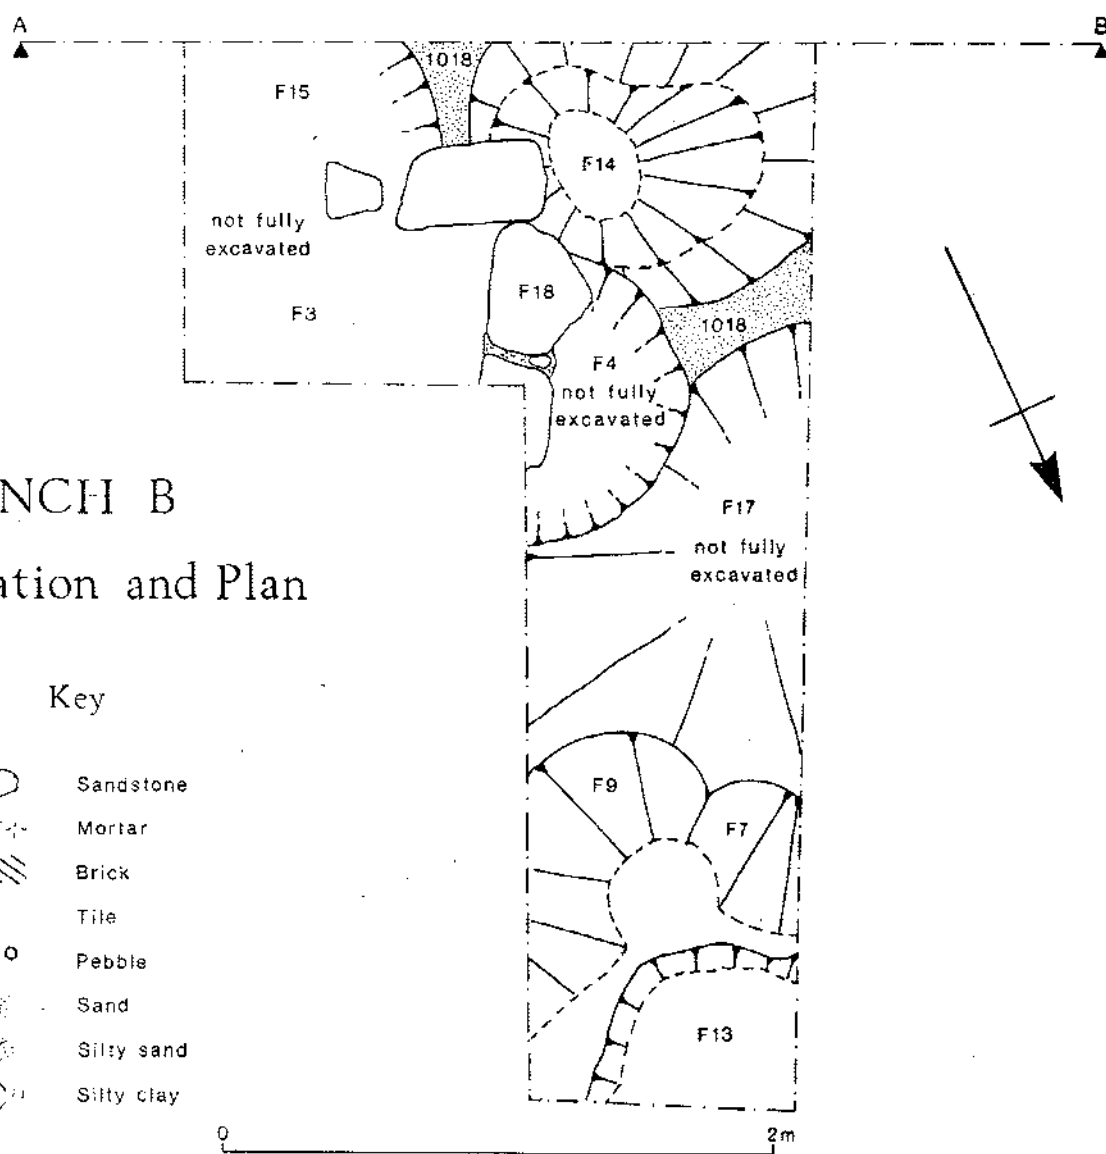 A
B
1018
F15
F14
not fully
excavated
F18
F3
1018
F4
not fully
excavated
NCH B
F17
not fully
excavated
ation and Plan
Key
F9
Sandstone
F7
Mortar
Brick
Tile
Pebble
Sand
F13
Silty sand
Silty clay
0
2m